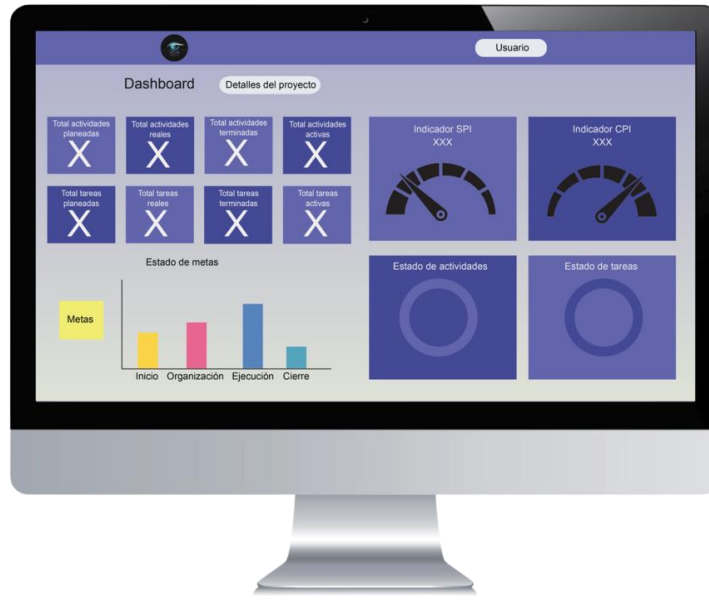 Usuario
Dashboard
Detalles del proyecto
Total actividades
planeadas
X
Total actividades
reales
X
Total actividades
terminadas
X
Total actividades
activas
X
Total tareas
planeadas
X
Total tareas
reales
X
Total tareas
terminadas
X
Total tareas
activas
X
Indicador SPI
XXX
Indicador CPI
XXX
Estado de metas
Metas
Inicio
Organización
Ejecución
Cierre
Estado de actividades
Estado de tareas